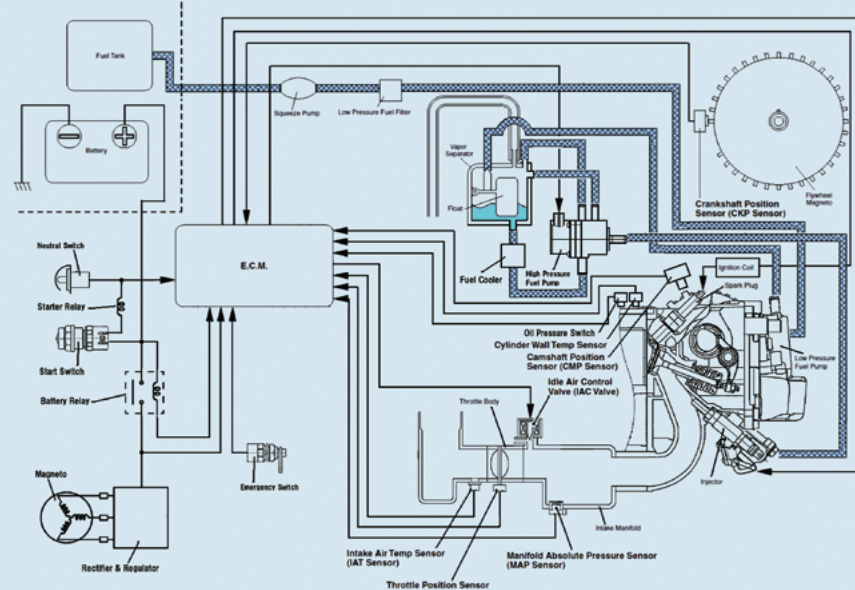 Fuel Tank
Squeeze Pump
Low Pressure Fuel Filter
Battery
Vapor
Separator
Float
Flywheel
Magneto
Crankshaft Position
Sensor (CKP Sensor)
Neutral Switch
E.C.M.
Fuel Cooler
High Pressure
Fuel Pump
Ignition Coil
Spark Plug
Starter Relay
Oil Pressure Switch
Cylinder Wall Temp Sensor
Camshaft Position
Sensor (CMP Sensor)
Low Pressure
Fuel Pump
Start Switch
Idle Air Control
Valve (IAC Valve)
Battery Relay
Throttle Body
Magneto
Emergency Switch
Injector
Intake Manifold
Rectifier & Regulator
Intake Air Temp Sensor
(IAT Sensor)
Manifold Absolute Pressure Sensor
(MAP Sensor)
Throttle Position Sensor